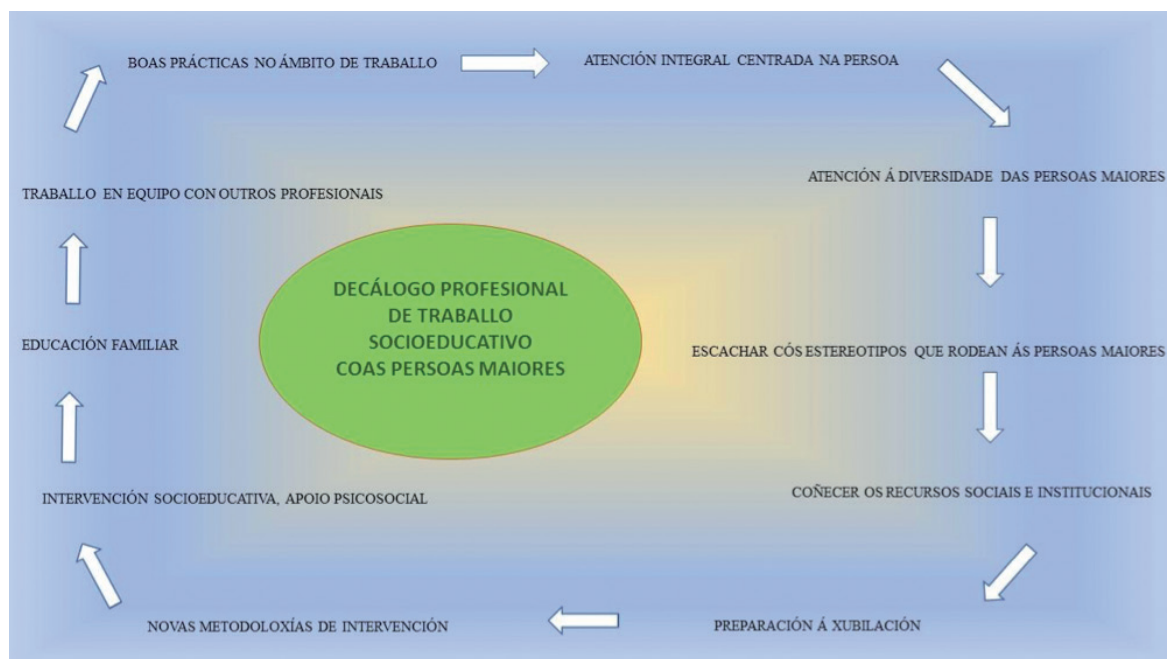 BOAS PRÁCTICAS NO ÁMBITO DE TRABALLO
ATENCIÓN INTEGRAL CENTRADA NA PERSOA
ATENCIÓN Á DIVERSIDADE DAS PERSOAS MAIORES
ESCACHAR CÓS ESTEREOTIPOS QUE RODEAN ÁS PERSOAS MAIORES
COÑECER OS RECURSOS SOCIAIS E INSTITUCIONAIS
PREPARACIÓN Á XUBILACIÓN
NOVAS METODOLOXÍAS DE INTERVENCIÓN
INTERVENCIÓN SOCIOEDUCATIVA, APOIO PSICOSOCIAL
EDUCACIÓN FAMILIAR
TRABALLO EN EQUIPO CON OUTROS PROFESIONAIS
DECÁLOGO PROFESIONAL
DE TRABALLO
SOCIOEDUCATIVO
COAS PERSOAS MAIORES